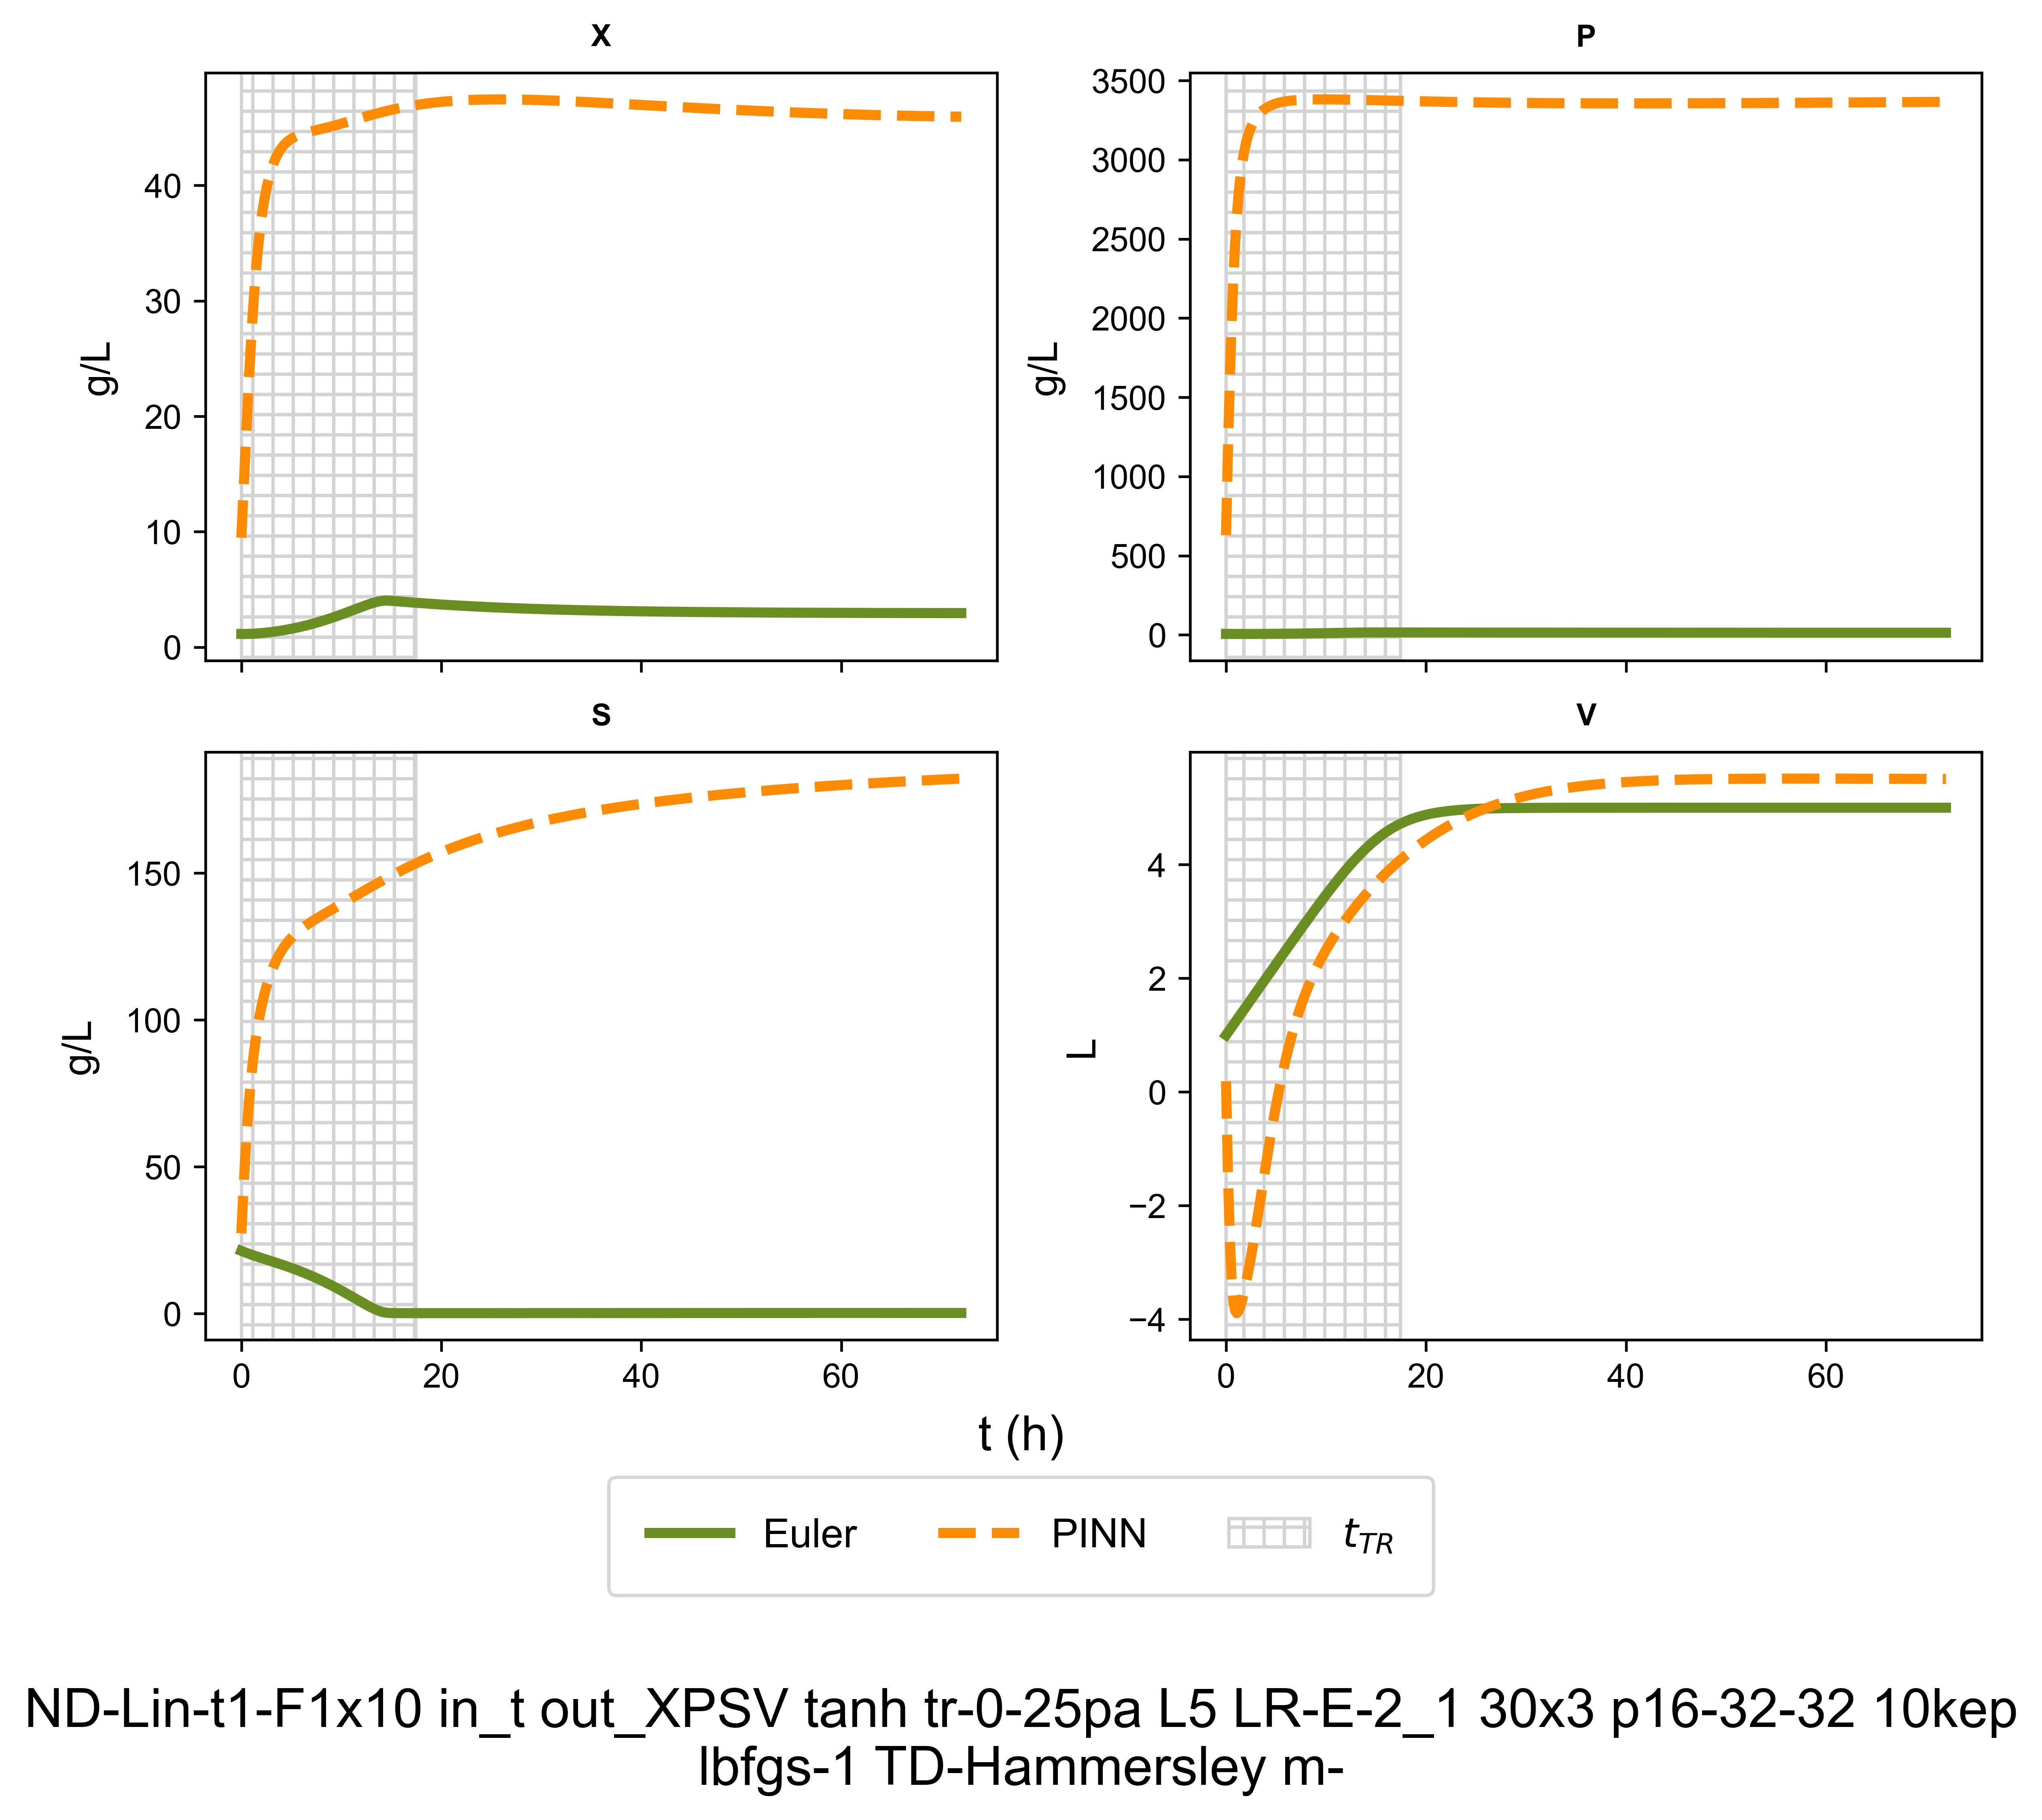 X
P
40
30
20
10
0
g/L
3500
3000
2500
2000
1500
1000
500
0
g/L
S
V
150
100
50
0
g/L
0
20
40
60
4
2
0
−2
−4
L
0
20
40
60
t (h)
Euler
PINN
t_TR
ND-Lin-t1-F1x10 in_t out_XPSV tanh tr-0-25pa L5 LR-E-2_1 30x3 p16-32-32 10kep
lbfgs-1 TD-Hammersley m-